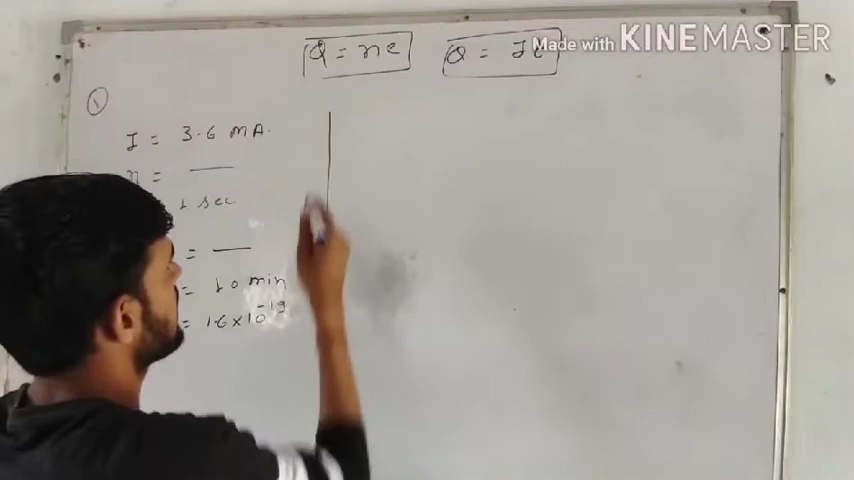 Q = ne Q = It
Made with KINEMASTER
1
I = 3.6 mA.
n =
1 sec
=
= 10 min
= 1.6 x 10^-19